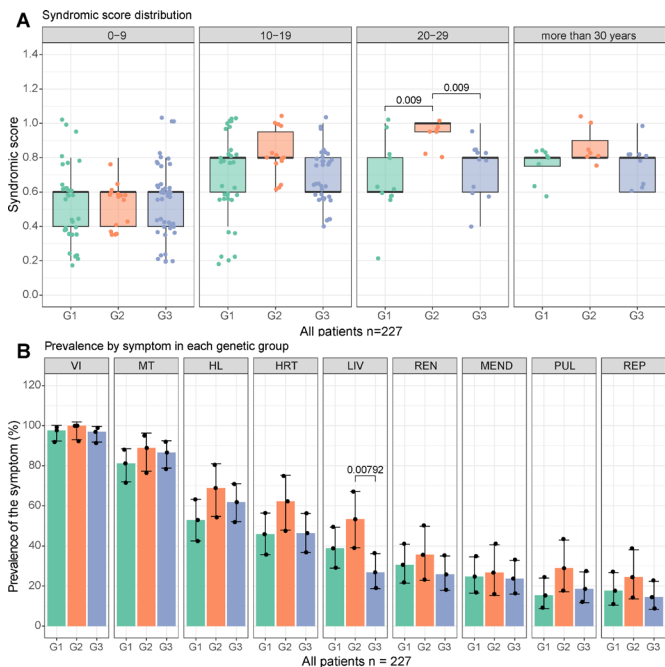 A
Syndromic score distribution
0-9
10-19
20-29
more than 30 years
Syndromic score
1.4
1.2
1.0
0.8
0.6
0.4
0.2
0.0
0.009
0.009
G1 G2 G3
G1 G2 G3
G1 G2 G3
G1 G2 G3
All patients n=227
B
Prevalence by symptom in each genetic group
VI
MT
HL
HRT
LIV
REN
MEND
PUL
REP
Prevalence of the symptom (%)
120
100
80
60
40
20
0
0.00792
G1 G2 G3
G1 G2 G3
G1 G2 G3
G1 G2 G3
G1 G2 G3
G1 G2 G3
G1 G2 G3
G1 G2 G3
G1 G2 G3
All patients n = 227